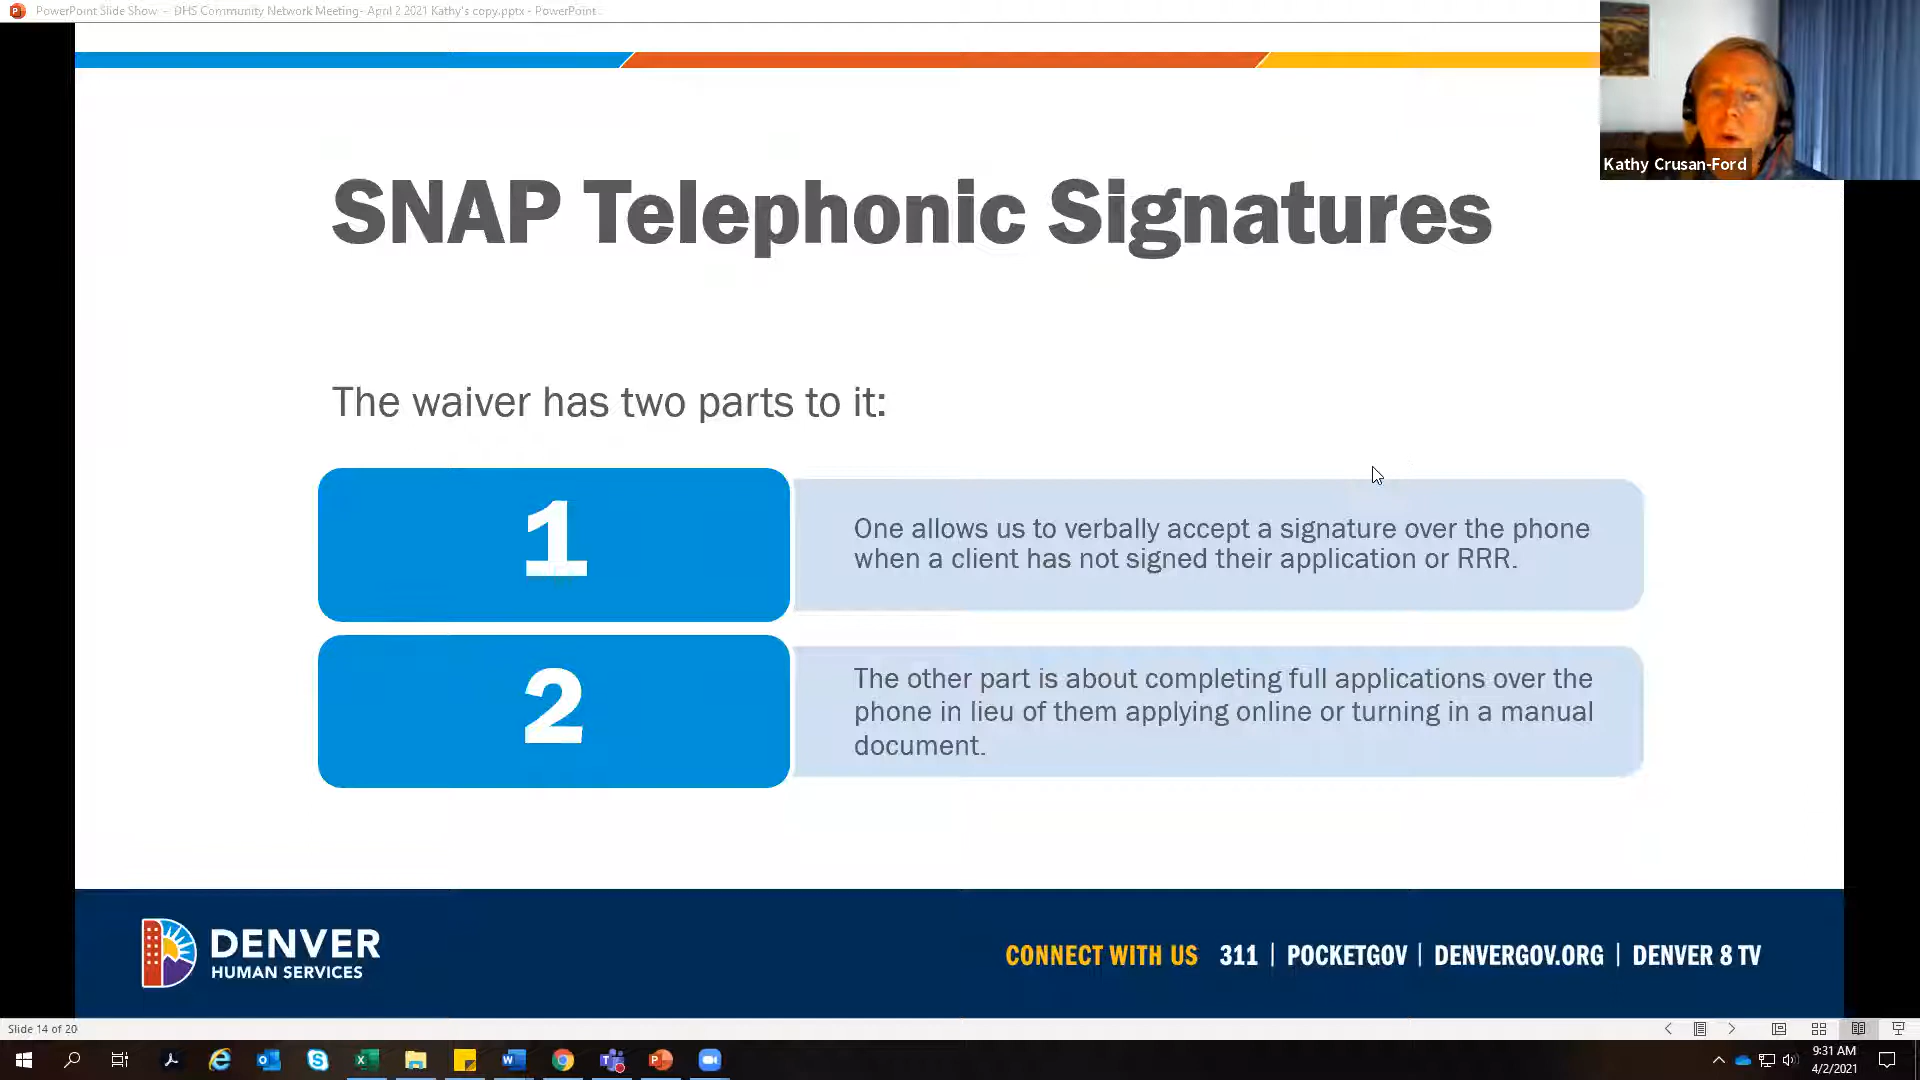 PowerPoint Slide Show - DHS Community Network Meeting- April 2 2021 Kathy's copy.pptx - PowerPoint
Kathy Crusan-Ford
SNAP Telephonic Signatures
The waiver has two parts to it:
1
One allows us to verbally accept a signature over the phone
when a client has not signed their application or RRR.
2
The other part is about completing full applications over the
phone in lieu of them applying online or turning in a manual
document.
DENVER
HUMAN SERVICES
CONNECT WITH US 311 | POCKETGOV | DENVERGOV.ORG | DENVER 8 TV
Slide 14 of 20
9:31 AM
4/2/2021